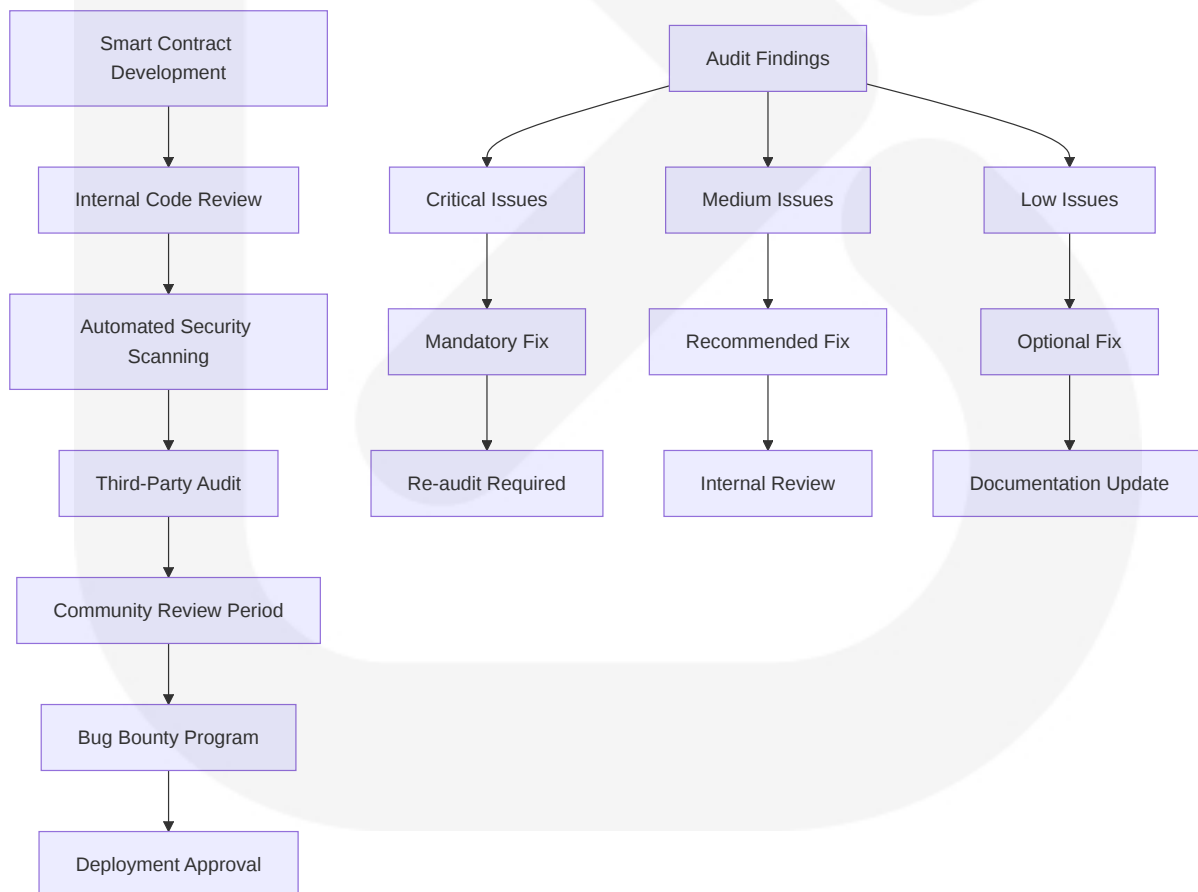 Smart Contract
Development
Internal Code Review
Automated Security
Scanning
Third-Party Audit
Community Review Period
Bug Bounty Program
Deployment Approval
Audit Findings
Critical Issues
Medium Issues
Low Issues
Mandatory Fix
Recommended Fix
Optional Fix
Re-audit Required
Internal Review
Documentation Update